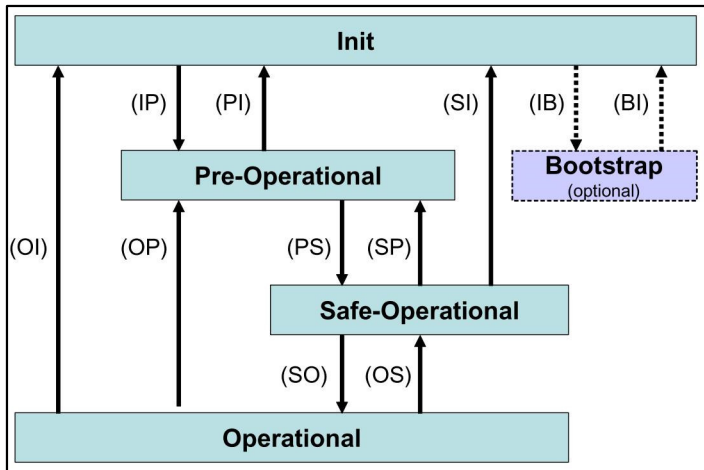 Init
(IP)
(PI)
(SI)
(IB)
(BI)
Pre-Operational
Bootstrap
(optional)
(OI)
(OP)
(PS)
(SP)
Safe-Operational
(SO)
(OS)
Operational